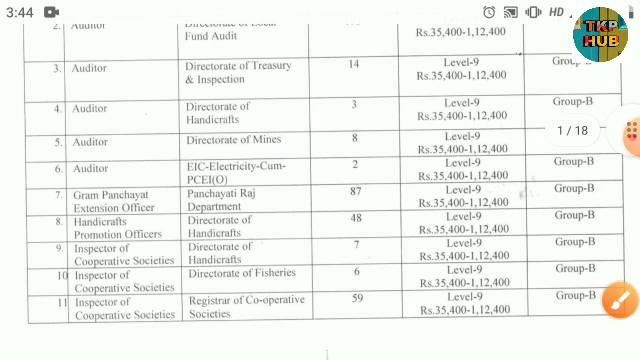 3:44
HD
TKP
HUB
2. Auditor Directorate of Local Rs.35,400-1,12,400
Fund Audit
3. Auditor Directorate of Treasury 14 Level-9 Group-B
& Inspection Rs.35,400-1,12,400
4. Auditor Directorate of 3 Level-9 Group-B
Handicrafts Rs.35,400-1,12,400
1 / 18
5. Auditor Directorate of Mines 8 Level-9
Rs.35,400-1,12,400
6. Auditor EIC-Electricity-Cum- 2 Level-9 Group-B
PCEI(O) Rs.35,400-1,12,400
7. Gram Panchayat Panchayati Raj 87 Level-9 Group-B
Extension Officer Department Rs.35,400-1,12,400
8. Handicrafts Directorate of 48 Level-9 Group-B
Promotion Officers Handicrafts Rs.35,400-1,12,400
9. Inspector of Directorate of 7 Level-9 Group-B
Cooperative Societies Handicrafts Rs.35,400-1,12,400
10 Inspector of Directorate of Fisheries 6 Level-9 Group-B
Cooperative Societies Rs.35,400-1,12,400
11 Inspector of Registrar of Co-operative 59 Level-9 Group-B
Cooperative Societies Societies Rs.35,400-1,12,400
1